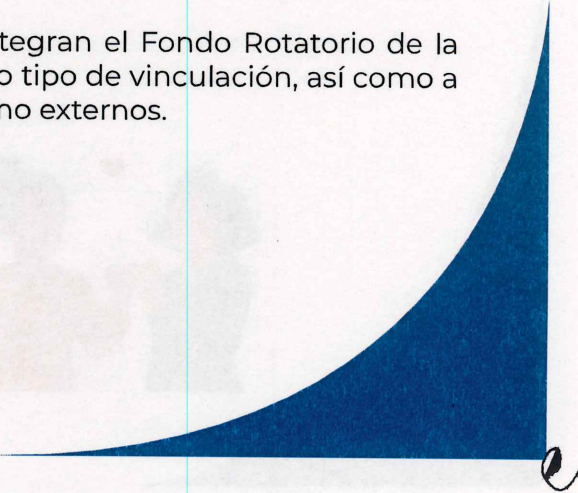 tegran el Fondo Rotatorio de la
o tipo de vinculación, así como a
no externos.